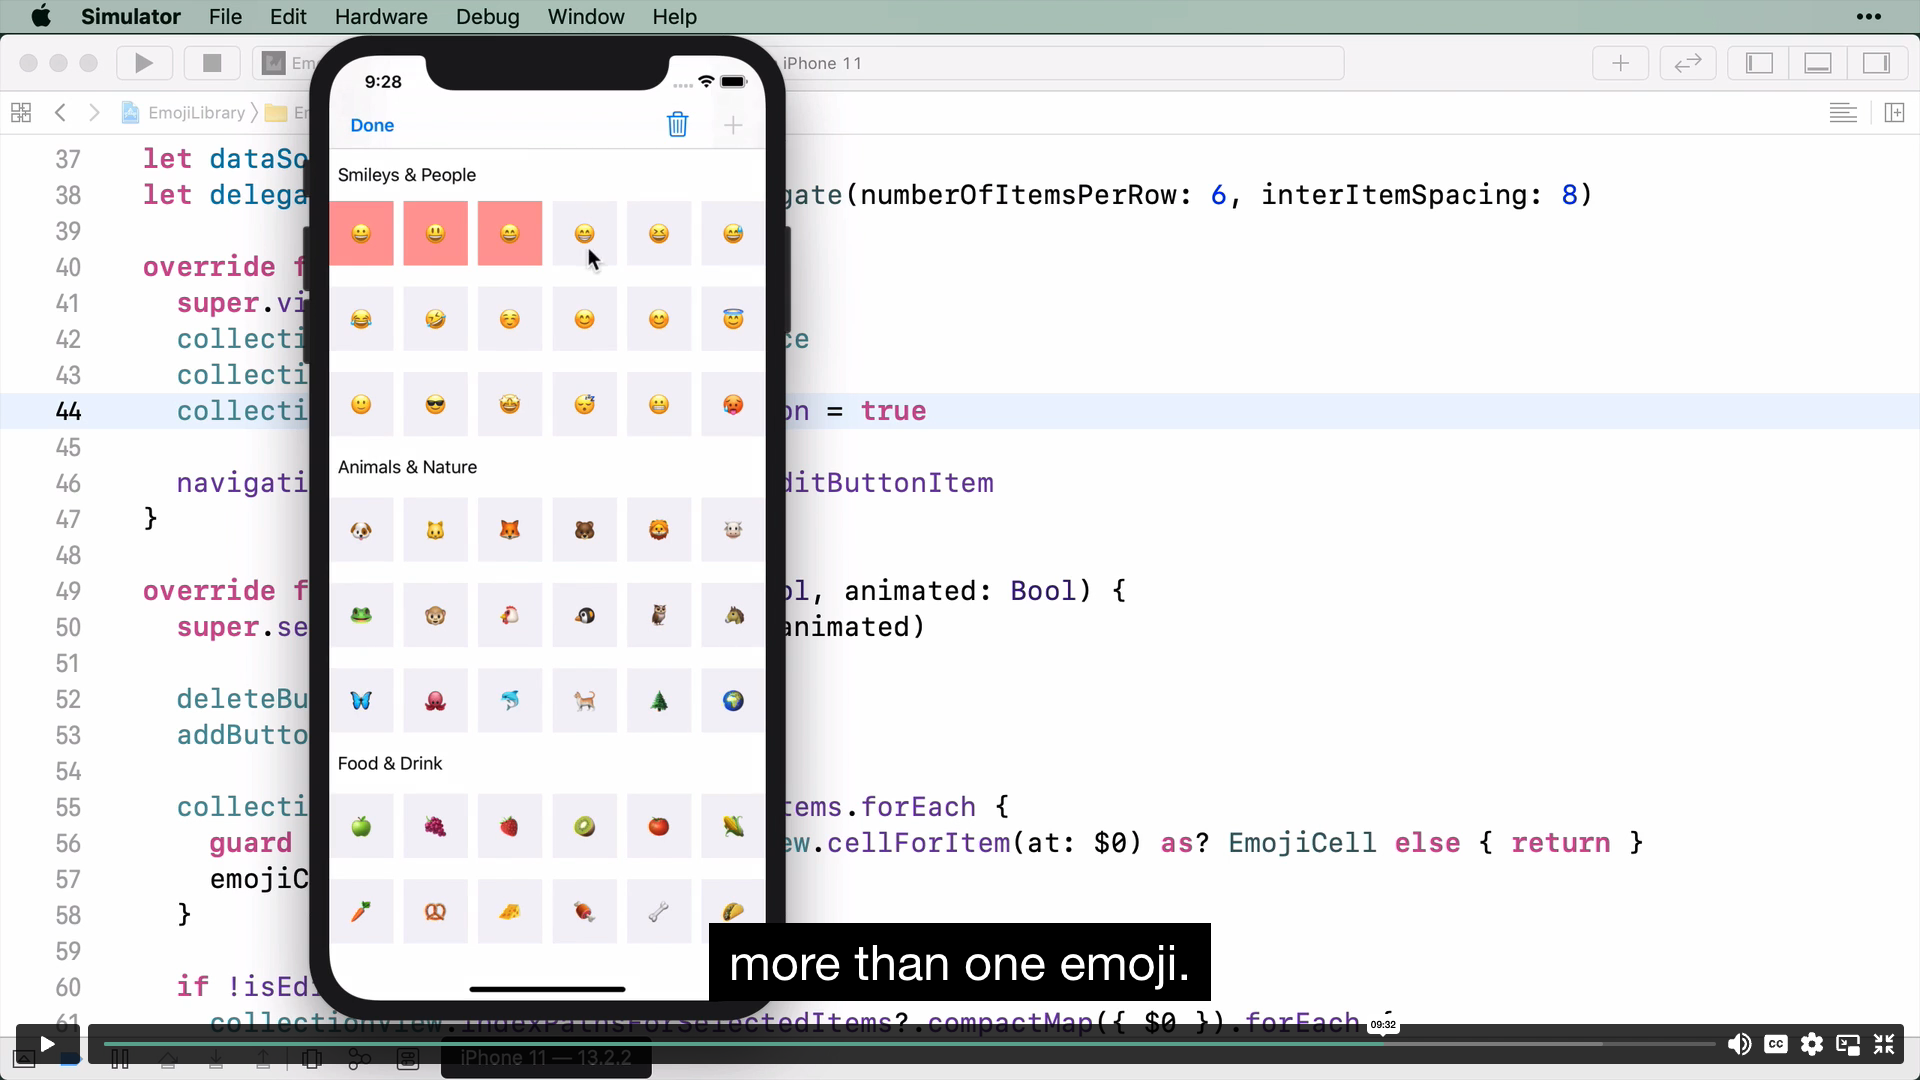 Simulator File Edit Hardware Debug Window Help
Em
iPhone 11
EmojiLibrary
Em
9:28
Done
Smileys & People
Animals & Nature
Food & Drink
37 let dataSo
38 let delega gate(numberOfItemsPerRow: 6, interItemSpacing: 8)
39
40 override f
41 super.vi
42 collecti ce
43 collecti
44 collecti on = true
45
46 navigati ditButtonItem
47 }
48
49 override f ol, animated: Bool) {
50 super.se animated)
51
52 deleteBu
53 addButto
54
55 collecti tems.forEach {
56 guard ew.cellForItem(at: $0) as? EmojiCell else { return }
57 emojiC
58 }
59
60 if !isEdi
61 collectionView.indexPathsForSelectedItems?.compactMap({ $0 }).forEach {
more than one emoji.
09:32
iPhone 11 — 13.2.2
CC